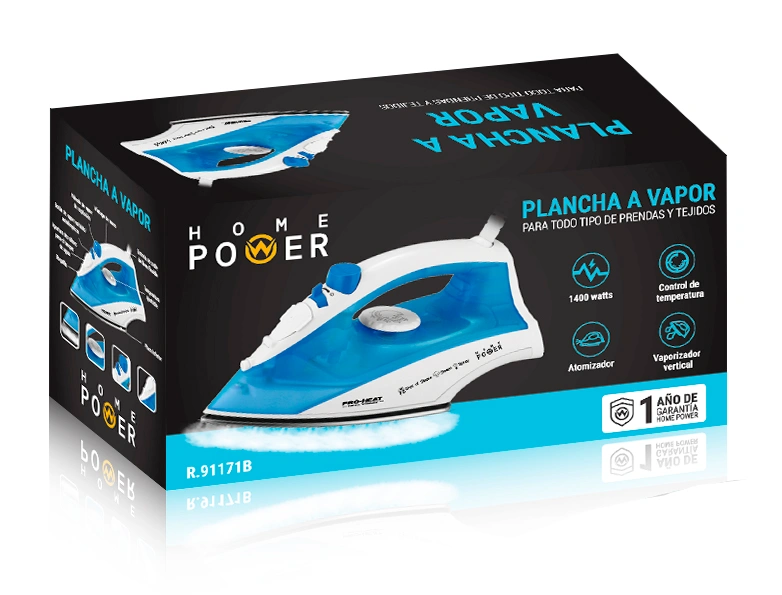 PLANCHA A
VAPOR
PARA TODO TIPO DE PRENDAS Y TEJIDOS
PLANCHA A VAPOR
HOME
POWER
HOME
POWER
PLANCHA A VAPOR
PARA TODO TIPO DE PRENDAS Y TEJIDOS
1400 watts
Control de
temperatura
Atomizador
Vaporizador
vertical
HOME
POWER
PRO-HEAT
1 AÑO DE
GARANTÍA
HOME POWER
R.91171B